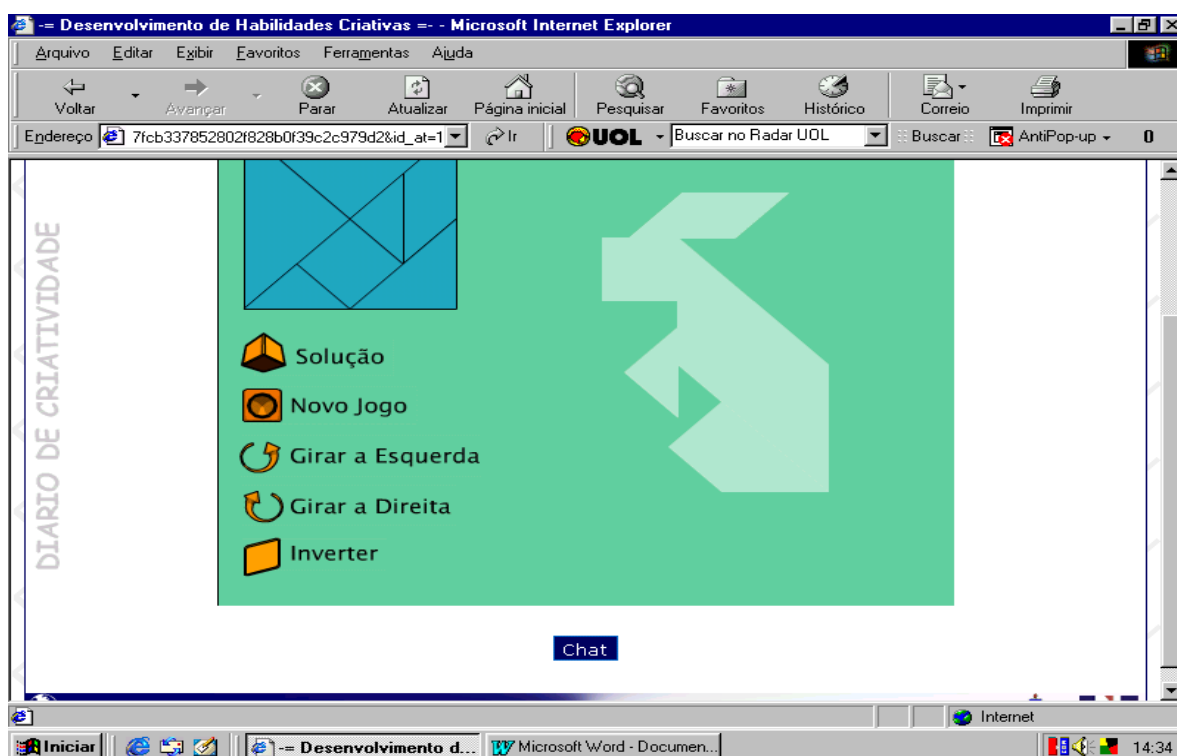 -= Desenvolvimento de Habilidades Criativas =- - Microsoft Internet Explorer
Arquivo Editar Exibir Favoritos Ferramentas Ajuda
Voltar Avançar Parar Atualizar Página inicial Pesquisar Favoritos Histórico Correio Imprimir
Endereço 7fcb337852802f828b0f39c2c979d2&id_at=1 Ir UOL Buscar no Radar UOL Buscar AntiPop-up 0
DIARIO DE CRIATIVIDADE
Solução
Novo Jogo
Girar a Esquerda
Girar a Direita
Inverter
Chat
Internet
Iniciar -= Desenvolvimento d... Microsoft Word - Documen... 14:34